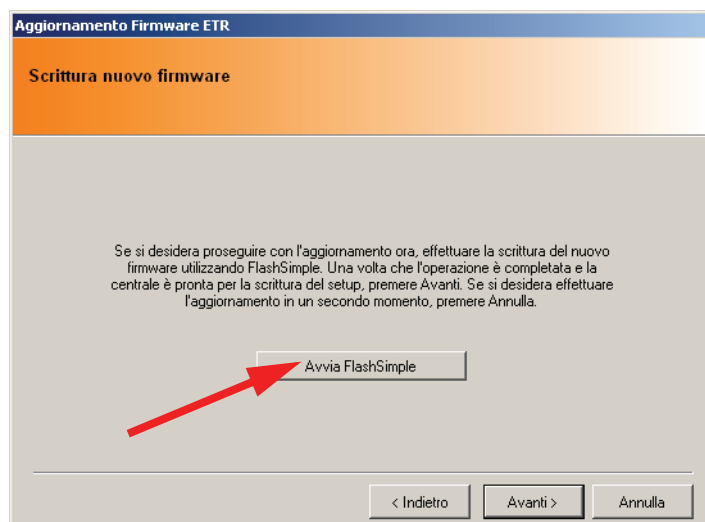 Aggiornamento Firmware ETR
Scrittura nuovo firmware
Se si desidera proseguire con l'aggiornamento ora, effettuare la scrittura del nuovo
firmware utilizzando FlashSimple. Una volta che l'operazione è completata e la
centrale è pronta per la scrittura del setup, premere Avanti. Se si desidera effettuare
l'aggiornamento in un secondo momento, premere Annulla.
Avvia FlashSimple
< Indietro Avanti > Annulla